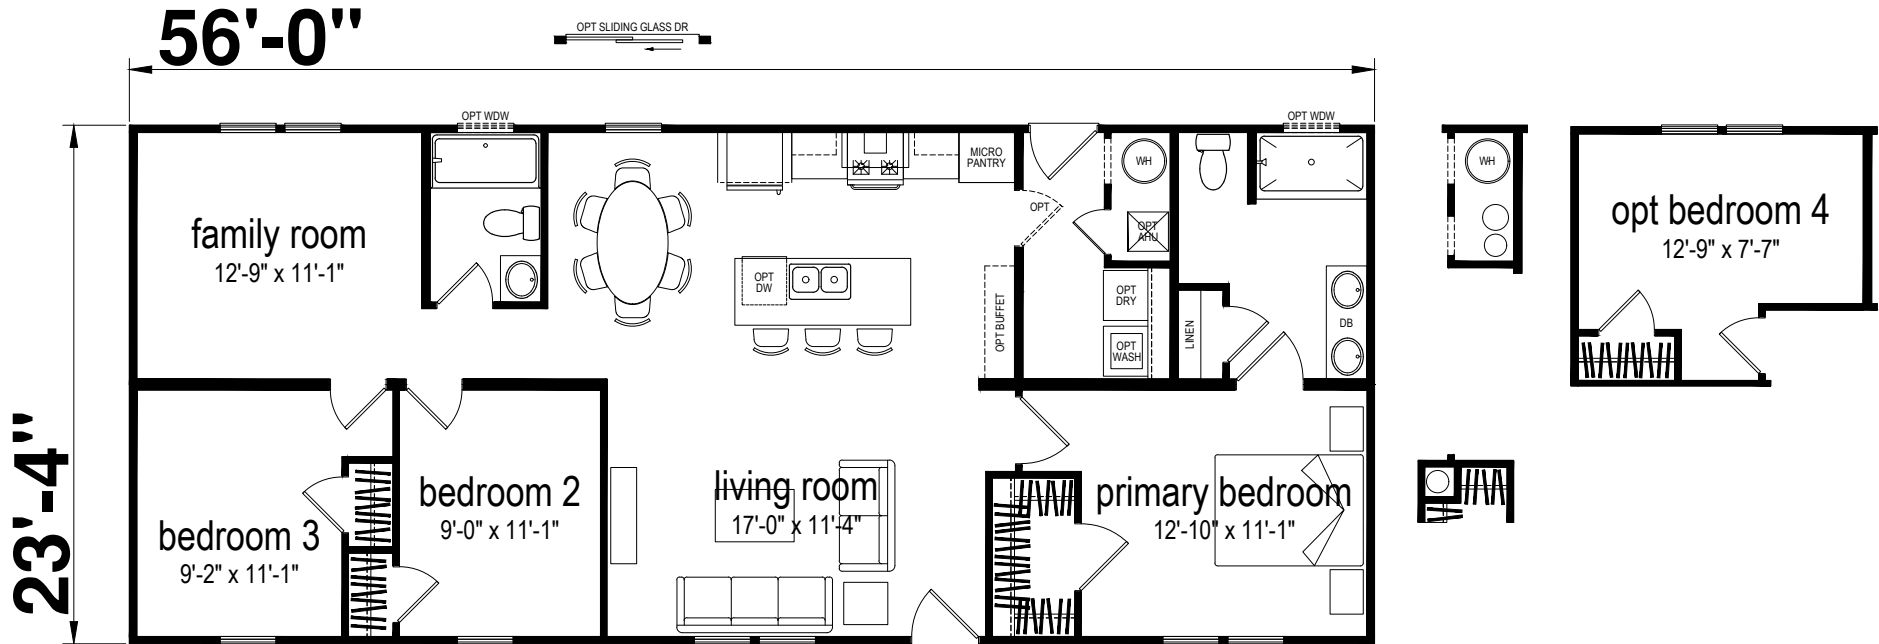 56'-0"
OPT SLIDING GLASS DR
23'-4"
OPT WDW
OPT WDW
MICRO
PANTRY
WH
WH
OPT
OPT
AHU
family room
12'-9" x 11'-1"
opt bedroom 4
12'-9" x 7'-7"
OPT
DW
OPT BUFFET
OPT
DRY
OPT
WASH
LINEN
DB
bedroom 3
9'-2" x 11'-1"
bedroom 2
9'-0" x 11'-1"
living room
17'-0" x 11'-4"
primary bedroom
12'-10" x 11'-1"